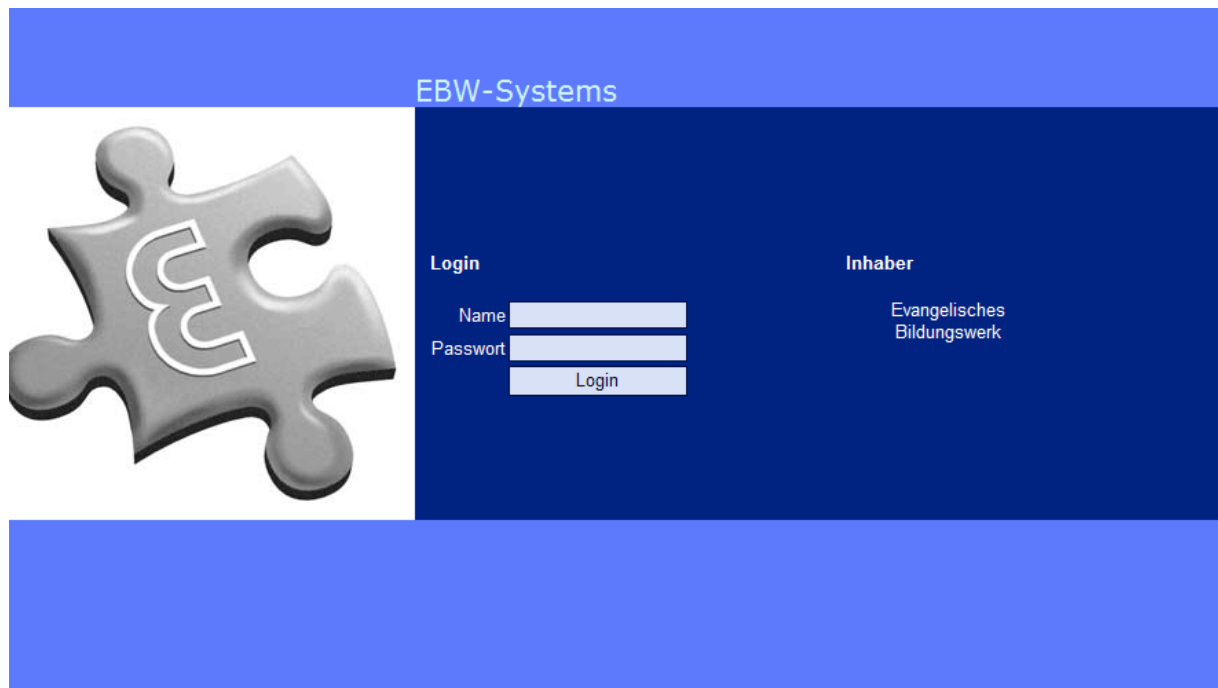 EBW-Systems
Login
Name
Passwort
Login
Inhaber
Evangelisches
Bildungswerk